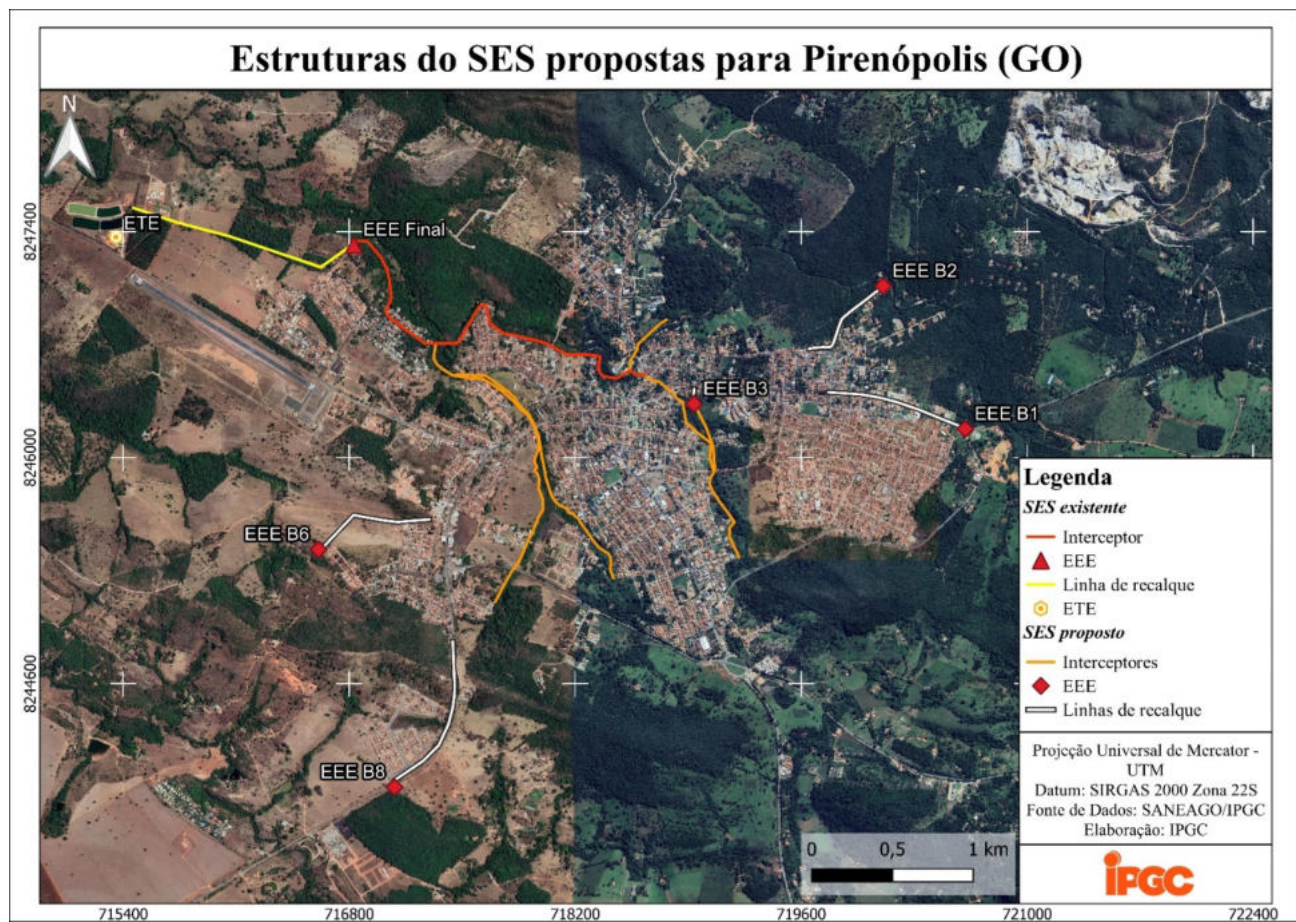 Estruturas do SES propostas para Pirenópolis (GO)
N
8247400
ETE
EEE Final
EEE B2
EEE B3
EEE B1
8246000
EEE B6
8244600
EEE B8
Legenda
SES existente
Interceptor
EEE
Linha de recalque
ETE
SES proposto
Interceptores
EEE
Linhas de recalque
Projeção Universal de Mercator -
UTM
Datum: SIRGAS 2000 Zona 22S
Fonte de Dados: SANEAGO/IPGC
Elaboração: IPGC
0 0,5 1 km
iPGC
715400 716800 718200 719600 721000 722400